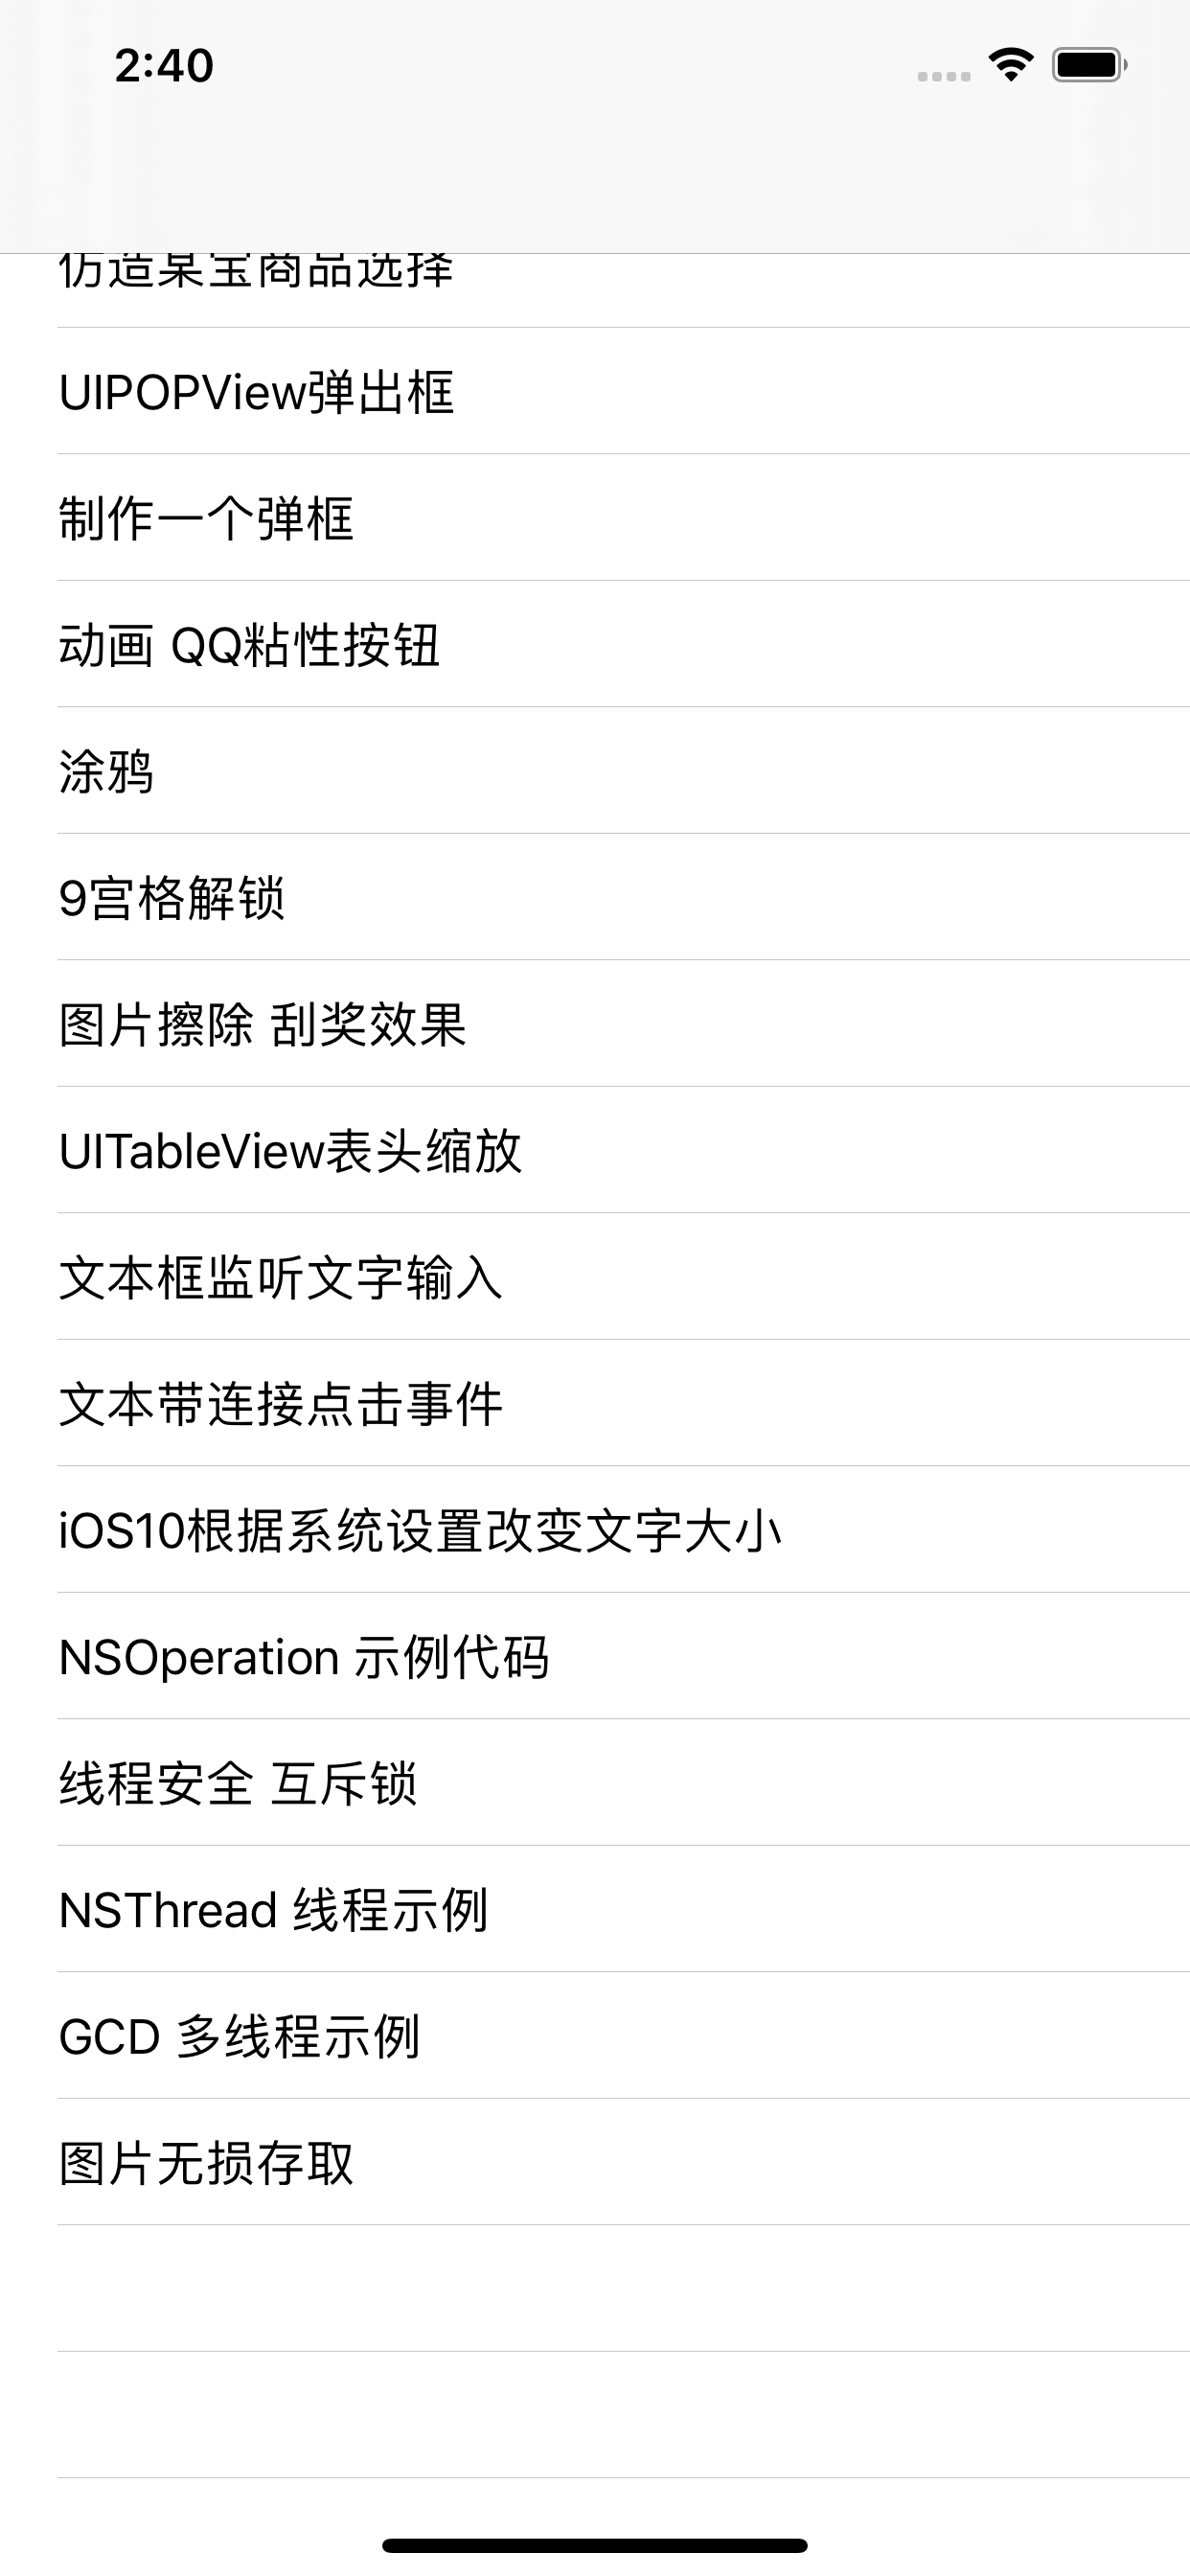 2:40
仿造某宝商品选择
UIPOPView弹出框
制作一个弹框
动画 QQ粘性按钮
涂鸦
9宫格解锁
图片擦除 刮奖效果
UITableView表头缩放
文本框监听文字输入
文本带连接点击事件
iOS10根据系统设置改变文字大小
NSOperation 示例代码
线程安全 互斥锁
NSThread 线程示例
GCD 多线程示例
图片无损存取